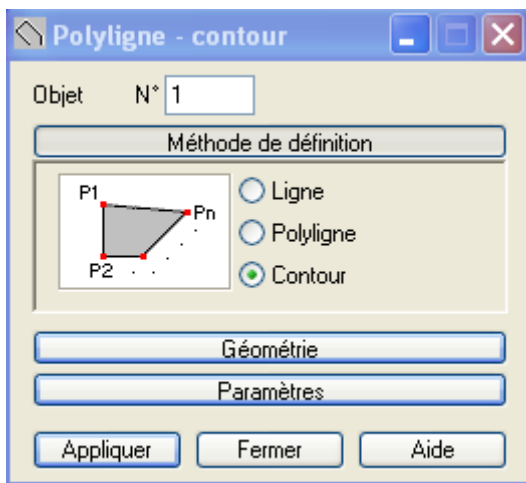 Polyligne - contour
Objet N° 1
Méthode de définition
P1
Pn
P2
Ligne
Polyligne
Contour
Géométrie
Paramètres
Appliquer Fermer Aide